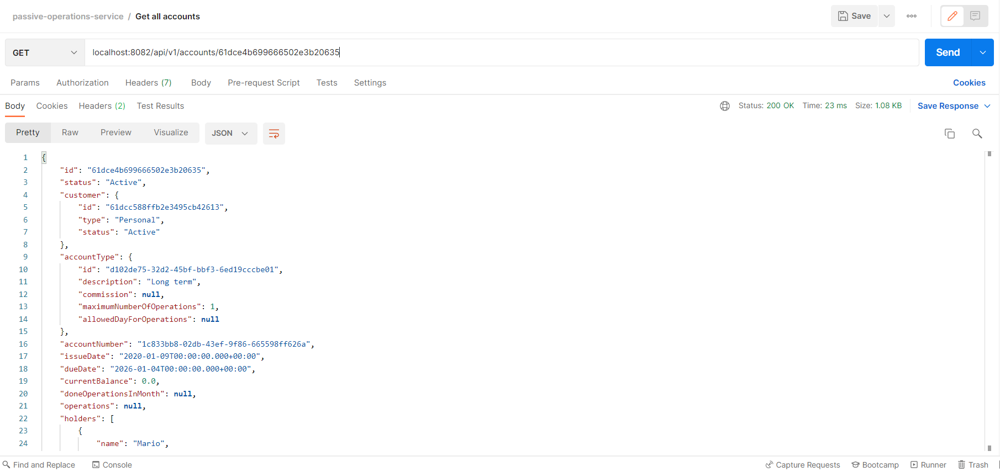 passive-operations-service / Get all accounts
Save
GET
localhost:8082/api/v1/accounts/61dce4b699666502e3b20635
Send
Params Authorization Headers (7) Body Pre-request Script Tests Settings
Cookies
Body Cookies Headers (2) Test Results
Status: 200 OK Time: 23 ms Size: 1.08 KB Save Response
Pretty Raw Preview Visualize JSON
1 {
2 "id": "61dce4b699666502e3b20635",
3 "status": "Active",
4 "customer": {
5 "id": "61dcc588ffb2e3495cb42613",
6 "type": "Personal",
7 "status": "Active"
8 },
9 "accountType": {
10 "id": "d102de75-32d2-45bf-bbf3-6ed19cccbe01",
11 "description": "Long term",
12 "commission": null,
13 "maximumNumberOfOperations": 1,
14 "allowedDayForOperations": null
15 },
16 "accountNumber": "1c833bb8-02db-43ef-9f86-665598ff626a",
17 "issueDate": "2020-01-09T00:00:00.000+00:00",
18 "dueDate": "2026-01-04T00:00:00.000+00:00",
19 "currentBalance": 0.0,
20 "doneOperationsInMonth": null,
21 "operations": null,
22 "holders": [
23 {
24 "name": "Mario",
Find and Replace Console
Capture Requests Bootcamp Runner Trash